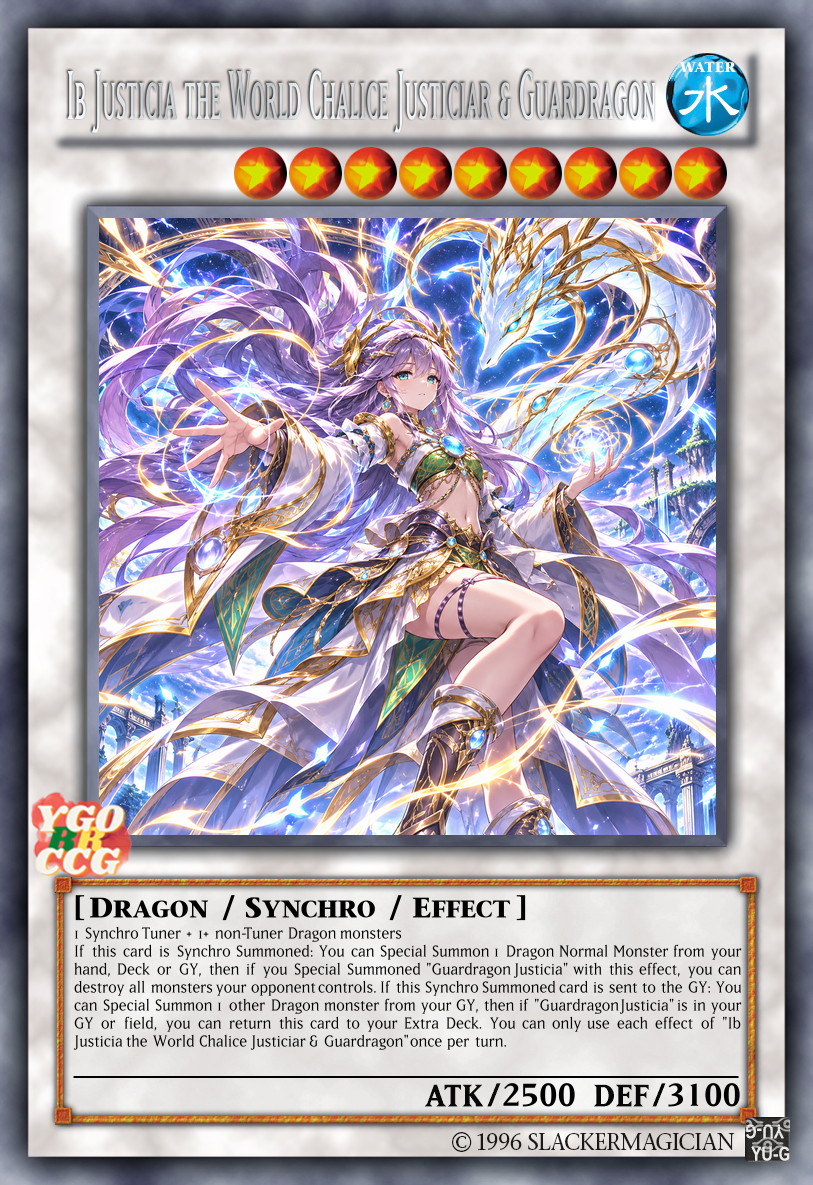 Ib Justicia the World Chalice Justiciar & Guardragon
WATER
水
YGO
BR
CCG
[ Dragon / Synchro / Effect ]
1 Synchro Tuner + 1+ non-Tuner Dragon monsters
If this card is Synchro Summoned: You can Special Summon 1 Dragon Normal Monster from your
hand, Deck or GY, then if you Special Summoned "Guardragon Justicia" with this effect, you can
destroy all monsters your opponent controls. If this Synchro Summoned card is sent to the GY: You
can Special Summon 1 other Dragon monster from your GY, then if "Guardragon Justicia" is in your
GY or field, you can return this card to your Extra Deck. You can only use each effect of "Ib
Justicia the World Chalice Justiciar & Guardragon" once per turn.
ATK/2500 DEF/3100
© 1996 SLACKERMAGICIAN
YU-G